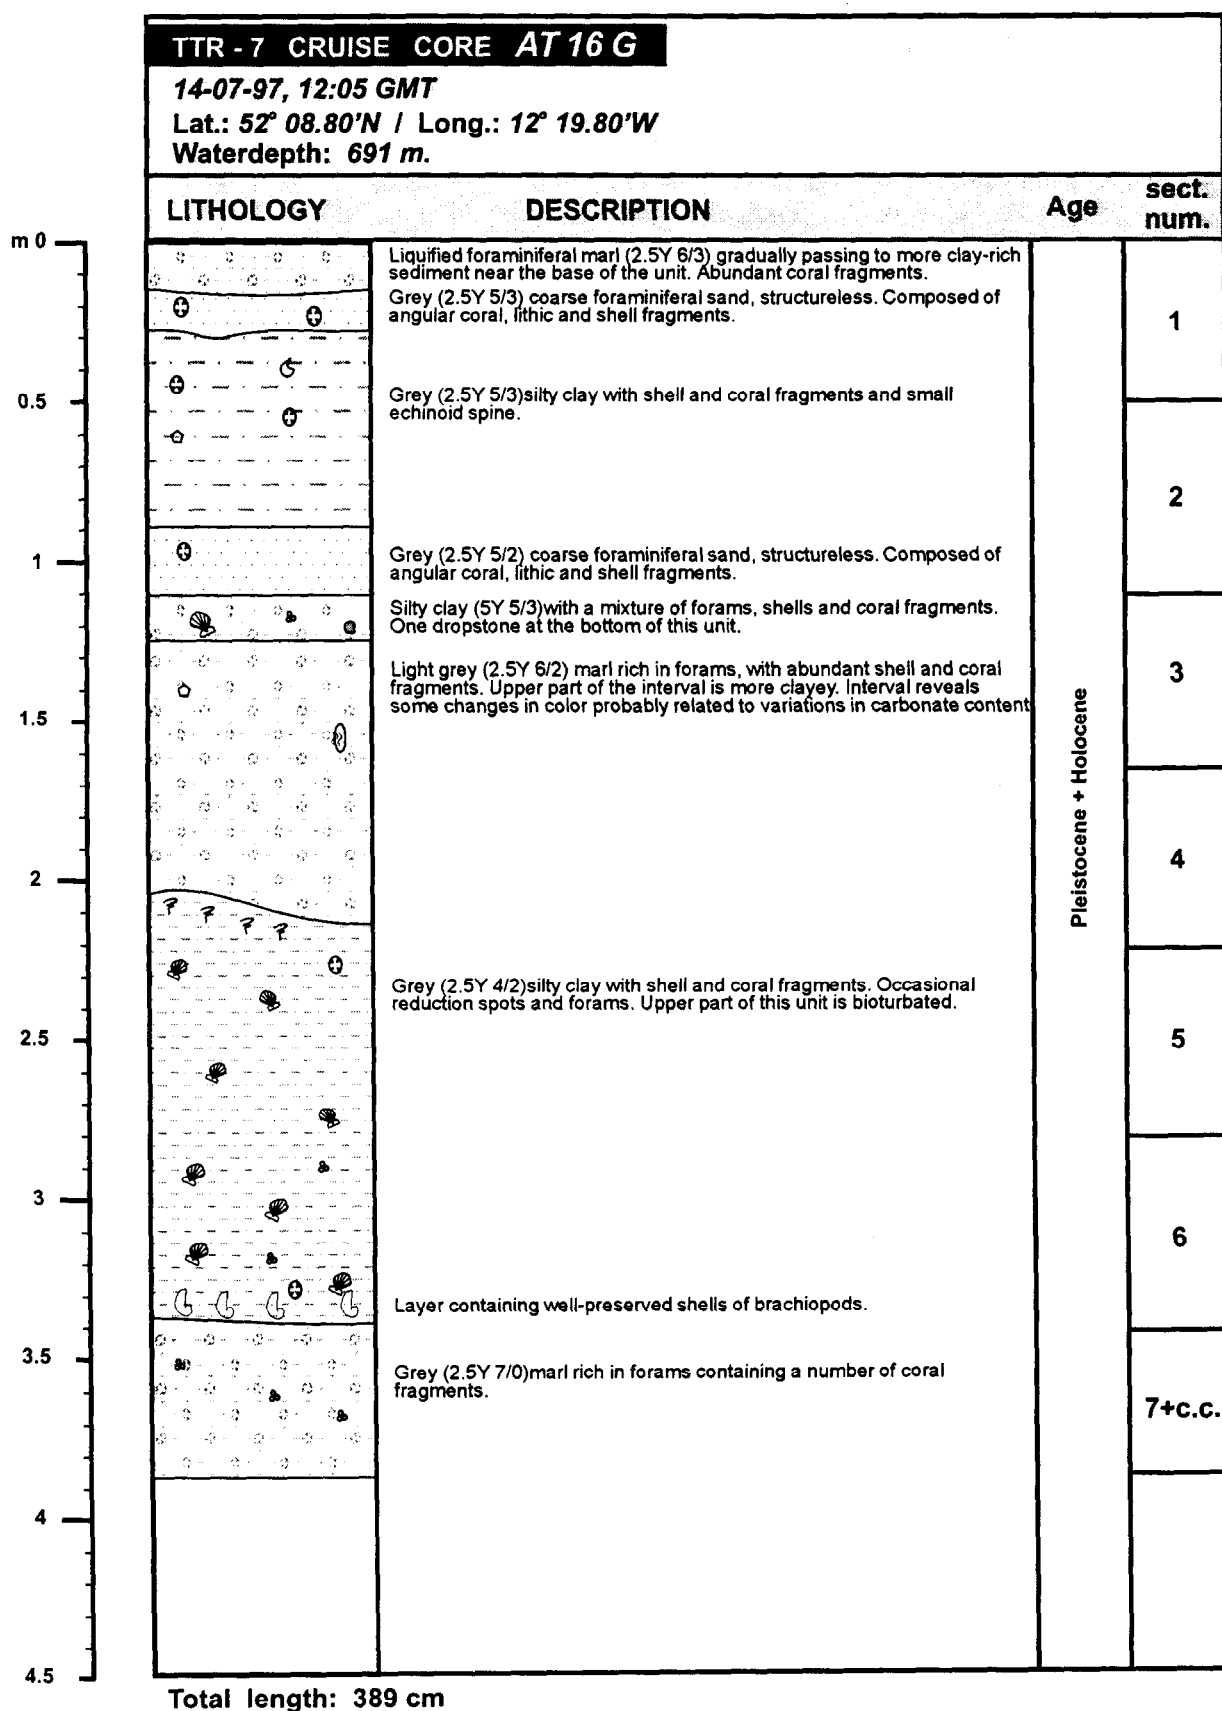 TTR - 7 CRUISE CORE AT 16 G
14-07-97, 12:05 GMT
Lat.: 52° 08.80'N / Long.: 12° 19.80'W
Waterdepth: 691 m.
LITHOLOGY DESCRIPTION Age sect. num.
m 0
Liquified foraminiferal marl (2.5Y 6/3) gradually passing to more clay-rich
sediment near the base of the unit. Abundant coral fragments.
Grey (2.5Y 5/3) coarse foraminiferal sand, structureless. Composed of
angular coral, lithic and shell fragments.
1
0.5
Grey (2.5Y 5/3)silty clay with shell and coral fragments and small
echinoid spine.
2
1
Grey (2.5Y 5/2) coarse foraminiferal sand, structureless. Composed of
angular coral, lithic and shell fragments.
Silty clay (5Y 5/3)with a mixture of forams, shells and coral fragments.
One dropstone at the bottom of this unit.
Light grey (2.5Y 6/2) marl rich in forams, with abundant shell and coral
fragments. Upper part of the interval is more clayey. Interval reveals
some changes in color probably related to variations in carbonate content
3
1.5
Pleistocene + Holocene
4
2
Grey (2.5Y 4/2)silty clay with shell and coral fragments. Occasional
reduction spots and forams. Upper part of this unit is bioturbated.
2.5
5
3
6
Layer containing well-preserved shells of brachiopods.
3.5
Grey (2.5Y 7/0)marl rich in forams containing a number of coral
fragments.
7+c.c.
4
4.5
Total length: 389 cm